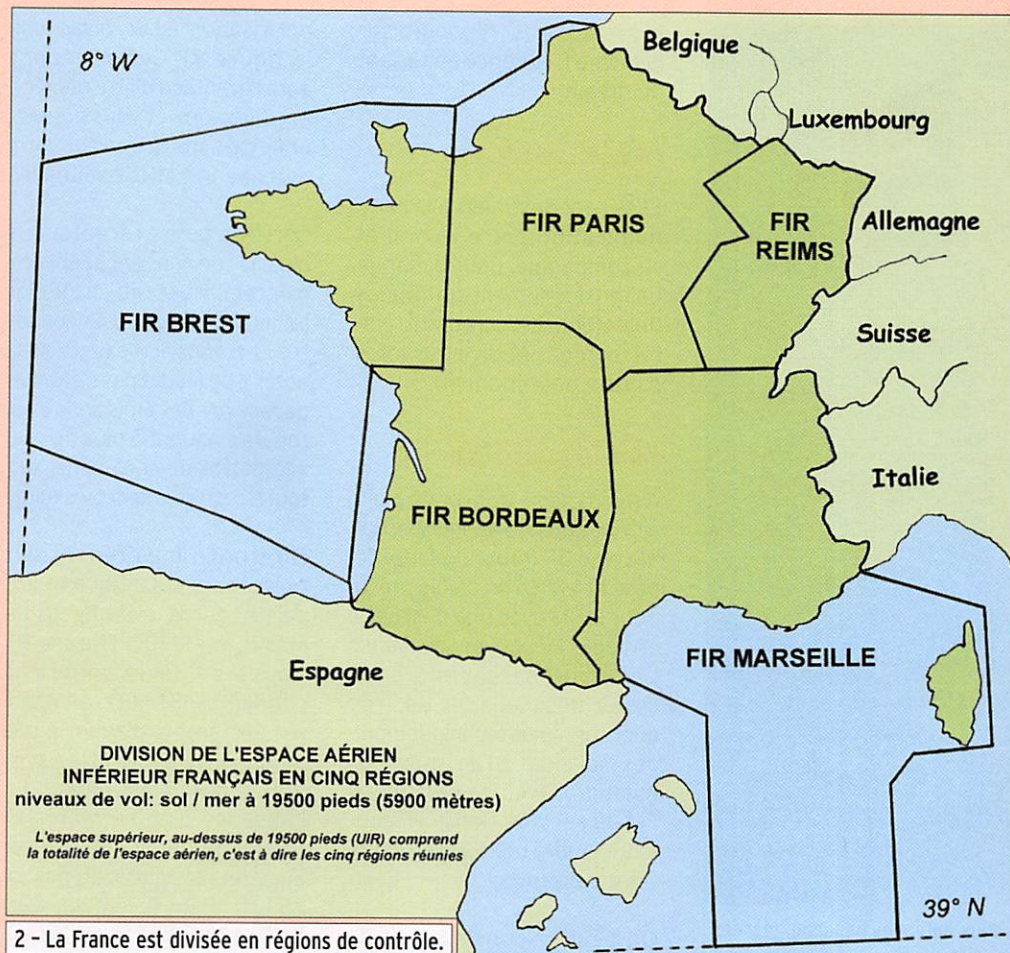 8° W
Belgique
Luxembourg
FIR PARIS
FIR
REIMS
Allemagne
FIR BREST
Suisse
Italie
FIR BORDEAUX
FIR MARSEILLE
Espagne
DIVISION DE L'ESPACE AÉRIEN
INFÉRIEUR FRANÇAIS EN CINQ RÉGIONS
niveaux de vol: sol / mer à 19500 pieds (5900 mètres)
L'espace supérieur, au-dessus de 19500 pieds (UIR) comprend
la totalité de l'espace aérien, c'est à dire les cinq régions réunies
39° N
2 - La France est divisée en régions de contrôle.